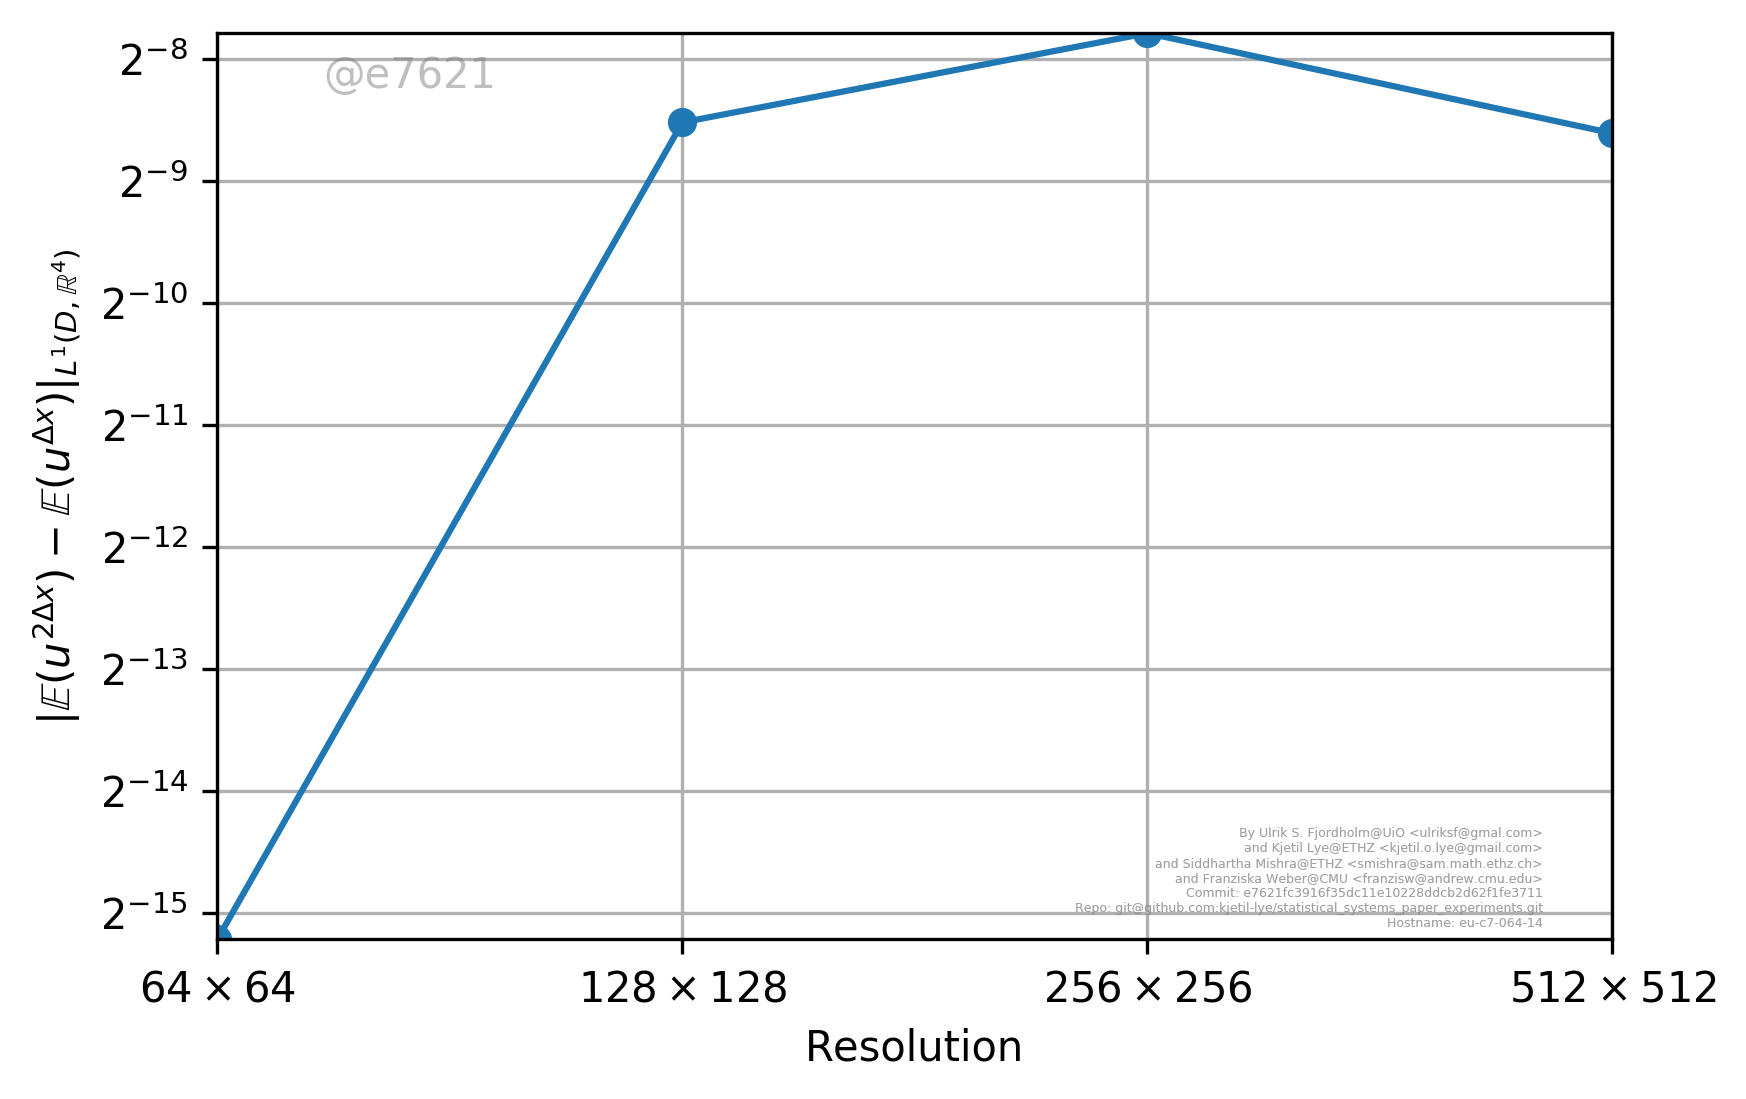 @e7621
2⁻⁸
2⁻⁹
2⁻¹⁰
2⁻¹¹
2⁻¹²
2⁻¹³
2⁻¹⁴
2⁻¹⁵
|𝔼(u^{2Δx}) − 𝔼(u^{Δx})|_{L¹(D, ℝ⁴)}
By Ulrik S. Fjordholm@UiO <ulriksf@gmal.com>
and Kjetil Lye@ETHZ <kjetil.o.lye@gmail.com>
and Siddhartha Mishra@ETHZ <smishra@sam.math.ethz.ch>
and Franziska Weber@CMU <franzisw@andrew.cmu.edu>
Commit: e7621fc3916f35dc11e10228ddcb2d62f1fe3711
Repo: git@github.com:kjetil-lye/statistical_systems_paper_experiments.git
Hostname: eu-c7-064-14
64 × 64 128 × 128 256 × 256 512 × 512
Resolution